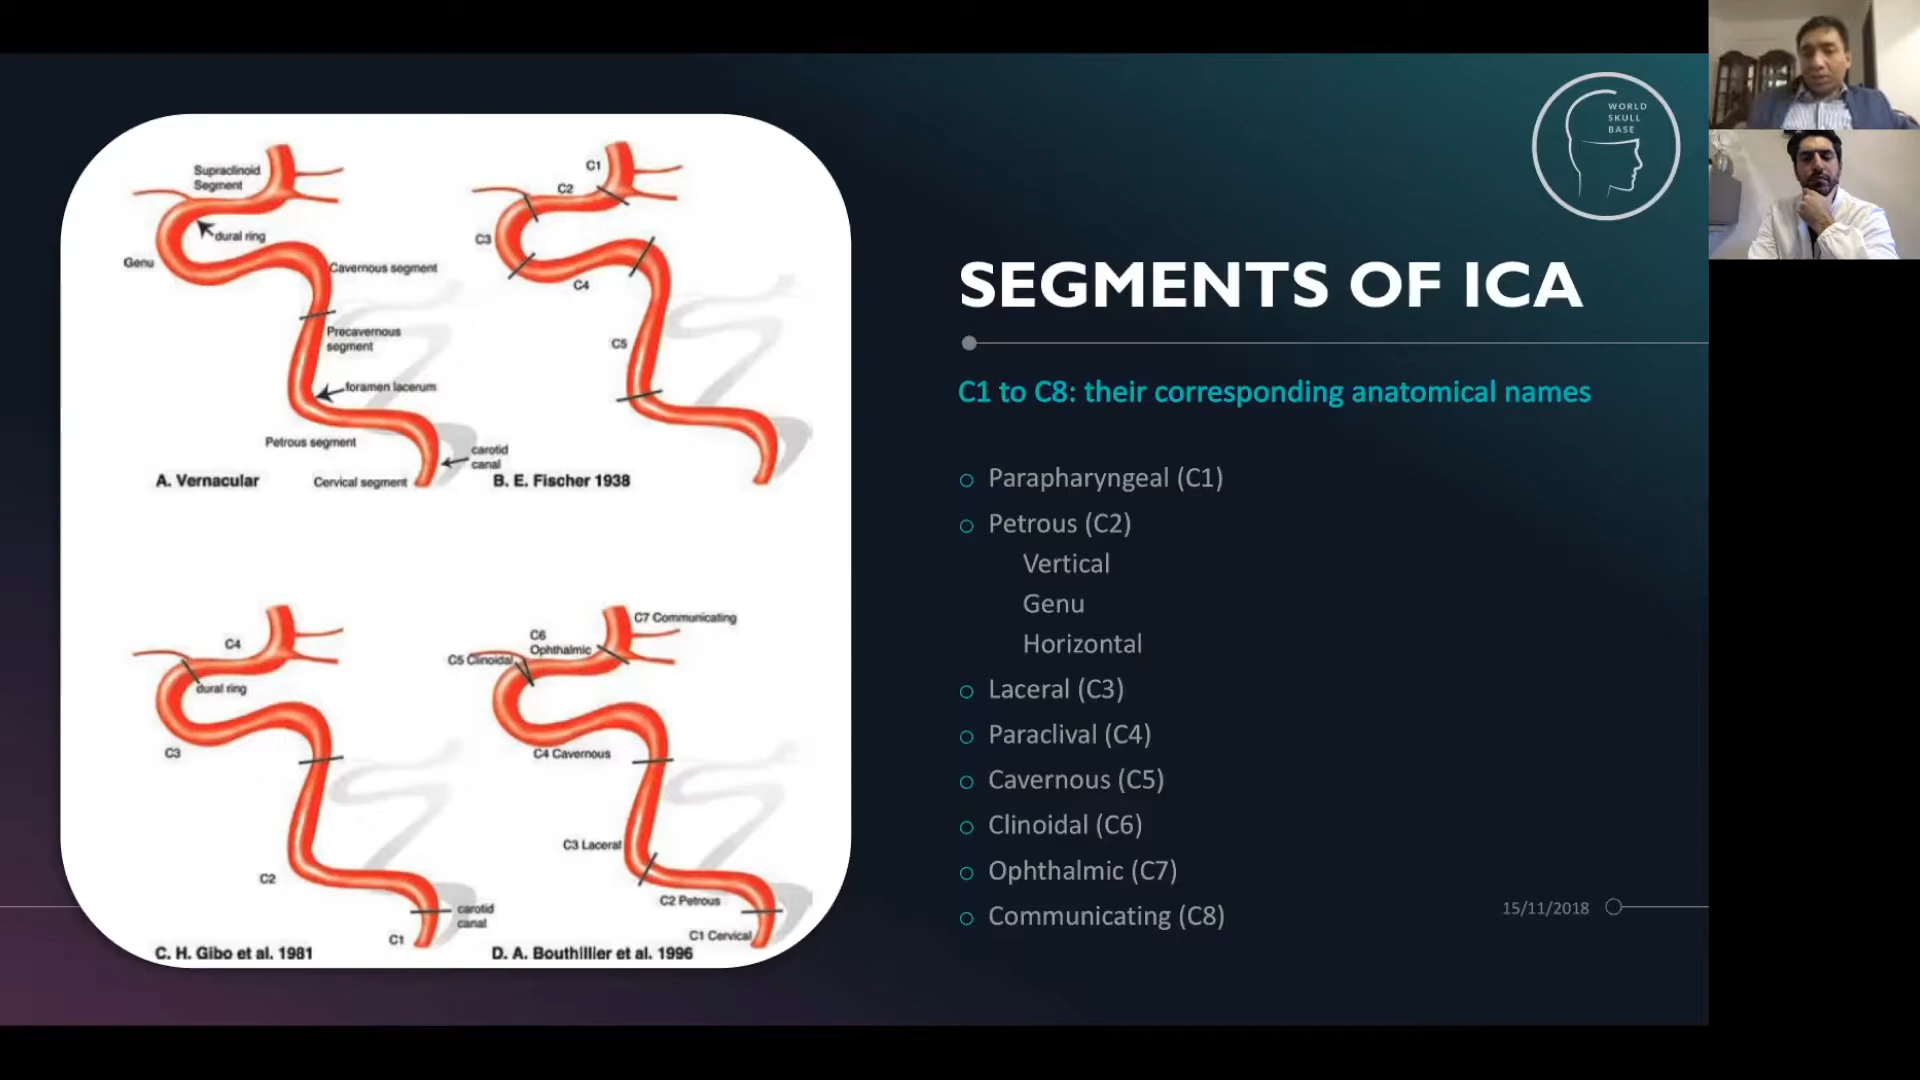 Supraclinoid
Segment
dural ring
Genu
Cavernous segment
Precavernous
segment
foramen lacerum
Petrous segment
carotid
canal
Cervical segment
A. Vernacular
C1
C2
C3
C4
C5
B. E. Fischer 1938
C4
dural ring
C3
C2
carotid
canal
C1
C. H. Gibo et al. 1981
C7 Communicating
C6
Ophthalmic
C5 Clinoidal
C4 Cavernous
C3 Laceral
C2 Petrous
C1 Cervical
D. A. Bouthillier et al. 1996
WORLD
SKULL
BASE
SEGMENTS OF ICA
C1 to C8: their corresponding anatomical names
Parapharyngeal (C1)
Petrous (C2)
Vertical
Genu
Horizontal
Laceral (C3)
Paraclival (C4)
Cavernous (C5)
Clinoidal (C6)
Ophthalmic (C7)
Communicating (C8)
15/11/2018